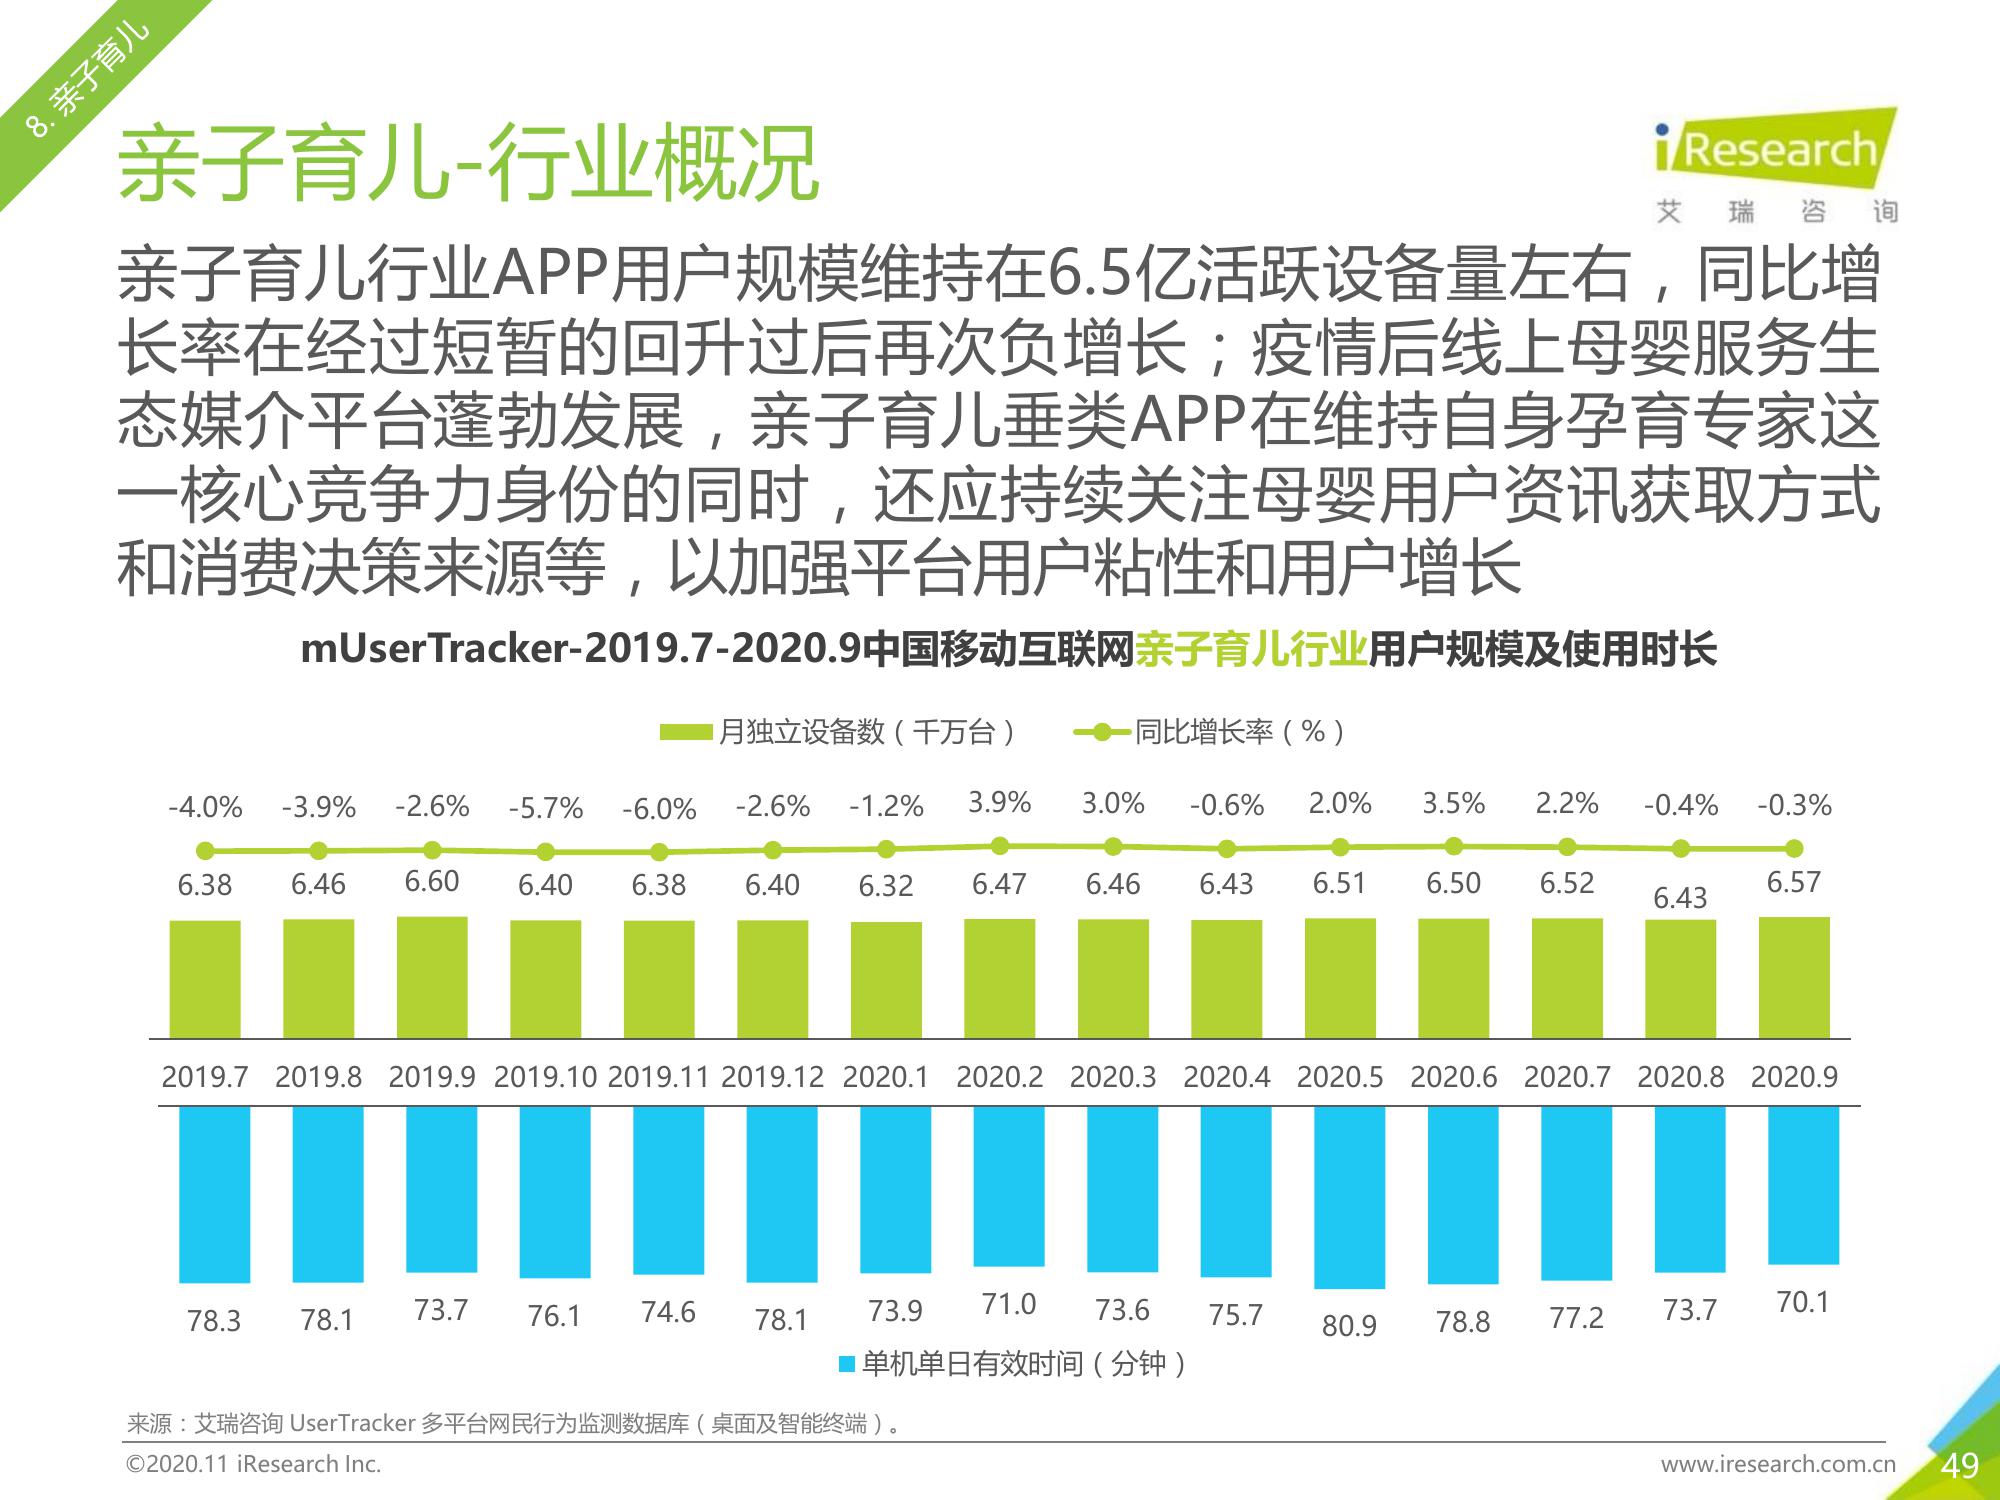 8. 亲子育儿
亲子育儿-行业概况
iResearch
艾瑞咨询
亲子育儿行业APP用户规模维持在6.5亿活跃设备量左右，同比增
长率在经过短暂的回升过后再次负增长；疫情后线上母婴服务生
态媒介平台蓬勃发展，亲子育儿垂类APP在维持自身孕育专家这
一核心竞争力身份的同时，还应持续关注母婴用户资讯获取方式
和消费决策来源等，以加强平台用户粘性和用户增长
mUserTracker-2019.7-2020.9中国移动互联网亲子育儿行业用户规模及使用时长
月独立设备数（千万台） 同比增长率（%）
-4.0% -3.9% -2.6% -5.7% -6.0% -2.6% -1.2% 3.9% 3.0% -0.6% 2.0% 3.5% 2.2% -0.4% -0.3%
6.38 6.46 6.60 6.40 6.38 6.40 6.32 6.47 6.46 6.43 6.51 6.50 6.52 6.43 6.57
2019.7 2019.8 2019.9 2019.10 2019.11 2019.12 2020.1 2020.2 2020.3 2020.4 2020.5 2020.6 2020.7 2020.8 2020.9
78.3 78.1 73.7 76.1 74.6 78.1 73.9 71.0 73.6 75.7 80.9 78.8 77.2 73.7 70.1
单机单日有效时间（分钟）
来源：艾瑞咨询 UserTracker 多平台网民行为监测数据库（桌面及智能终端）。
©2020.11 iResearch Inc. www.iresearch.com.cn 49